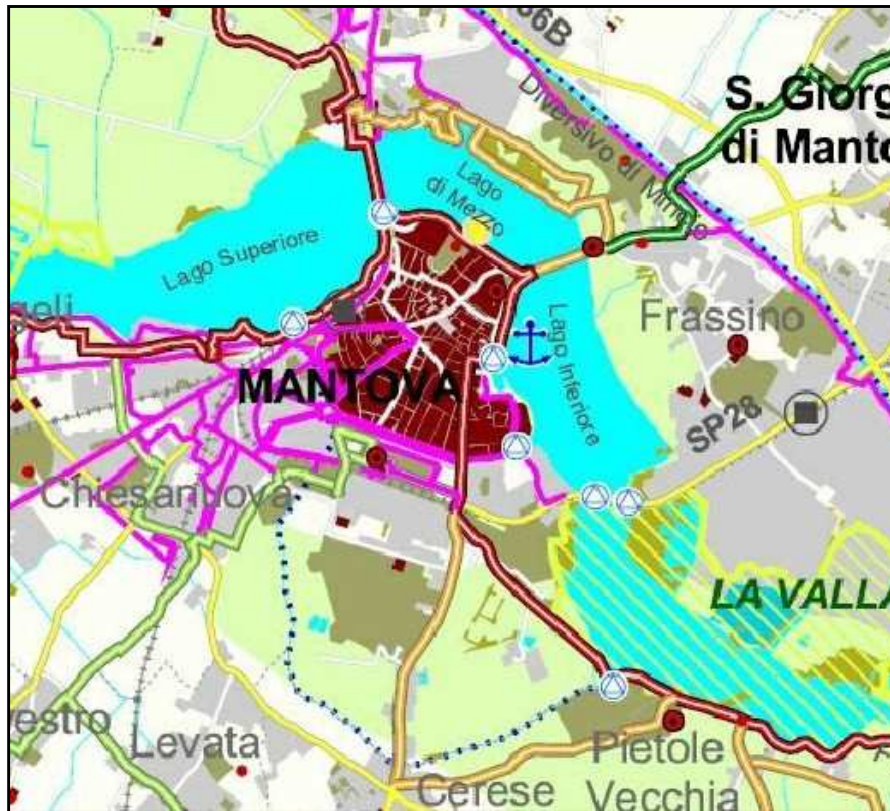 S. Giorg
di Manto
Diversivo di Mincio
Lago
di Mezzo
Lago Superiore
Lago Inferiore
Frassino
MANTOVA
SP28
Chiesanuova
LA VALLA
Levata
Pietole
Vecchia
Cerese